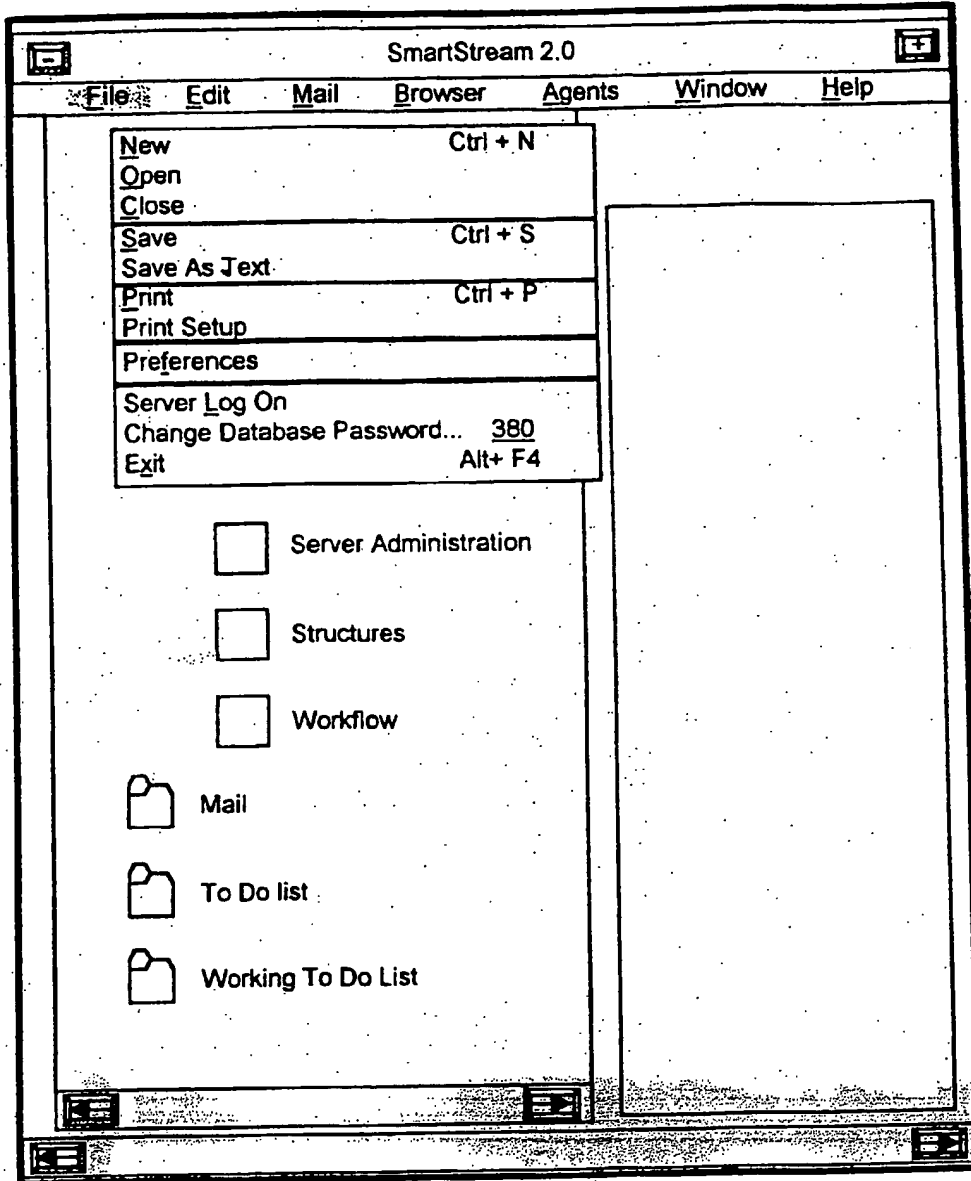 SmartStream 2.0
File Edit Mail Browser Agents Window Help
New Ctrl + N
Open
Close
Save Ctrl + S
Save As Text
Print Ctrl + P
Print Setup
Preferences
Server Log On
Change Database Password... 380
Exit Alt+ F4
Server Administration
Structures
Workflow
Mail
To Do list
Working To Do List